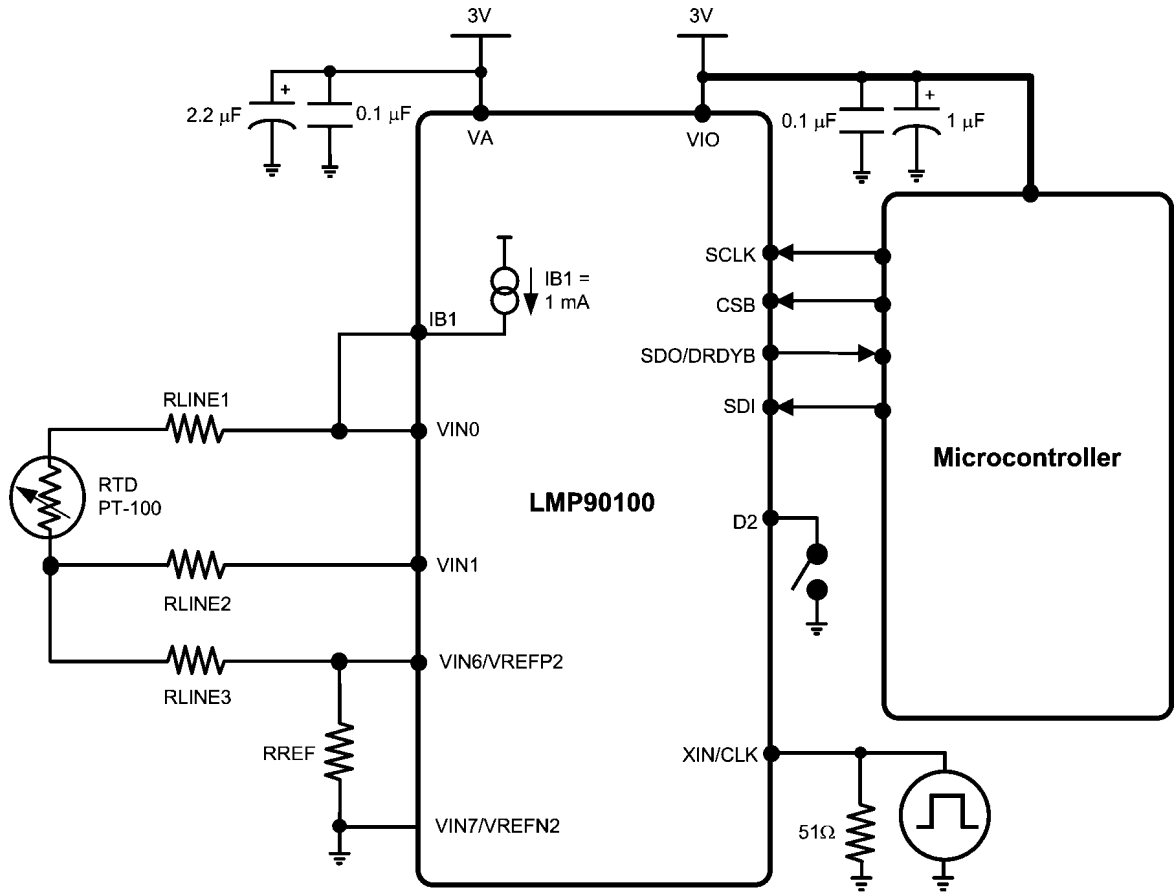 3V
3V
+
2.2 μF
0.1 μF
0.1 μF
+
1 μF
VA
VIO
SCLK
IB1 =
1 mA
CSB
IB1
SDO/DRDYB
RLINE1
SDI
VIN0
Microcontroller
RTD
PT-100
LMP90100
D2
VIN1
RLINE2
VIN6/VREFP2
RLINE3
RREF
XIN/CLK
VIN7/VREFN2
51Ω